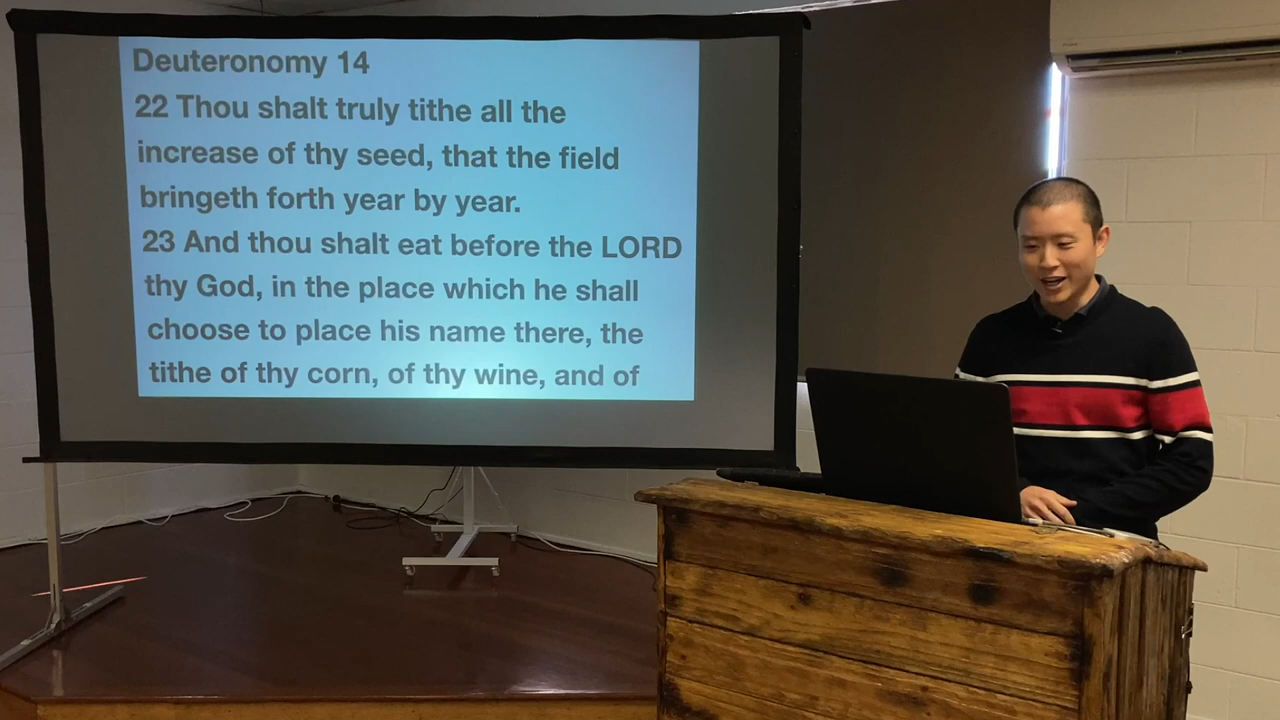 Deuteronomy 14
22 Thou shalt truly tithe all the
increase of thy seed, that the field
bringeth forth year by year.
23 And thou shalt eat before the LORD
thy God, in the place which he shall
choose to place his name there, the
tithe of thy corn, of thy wine, and of